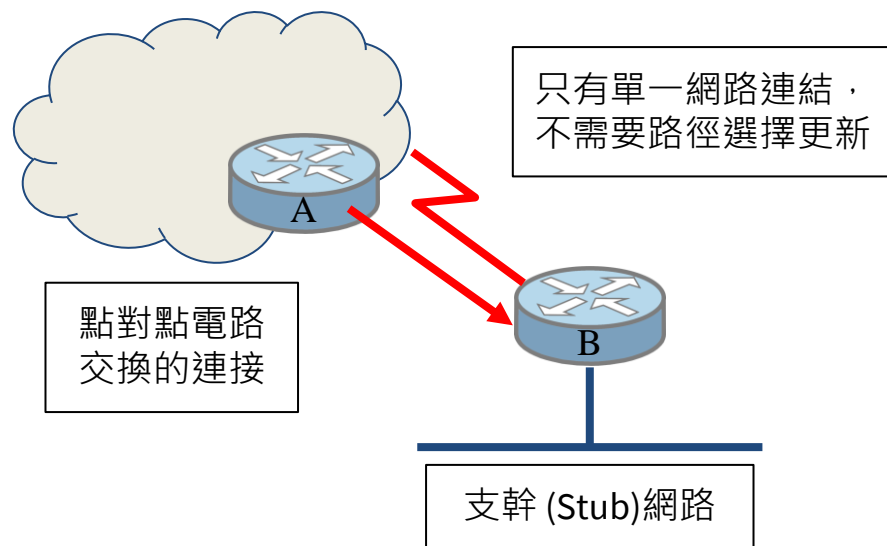 只有單一網路連結，
不需要路徑選擇更新
A
B
點對點電路
交換的連接
支幹 (Stub)網路